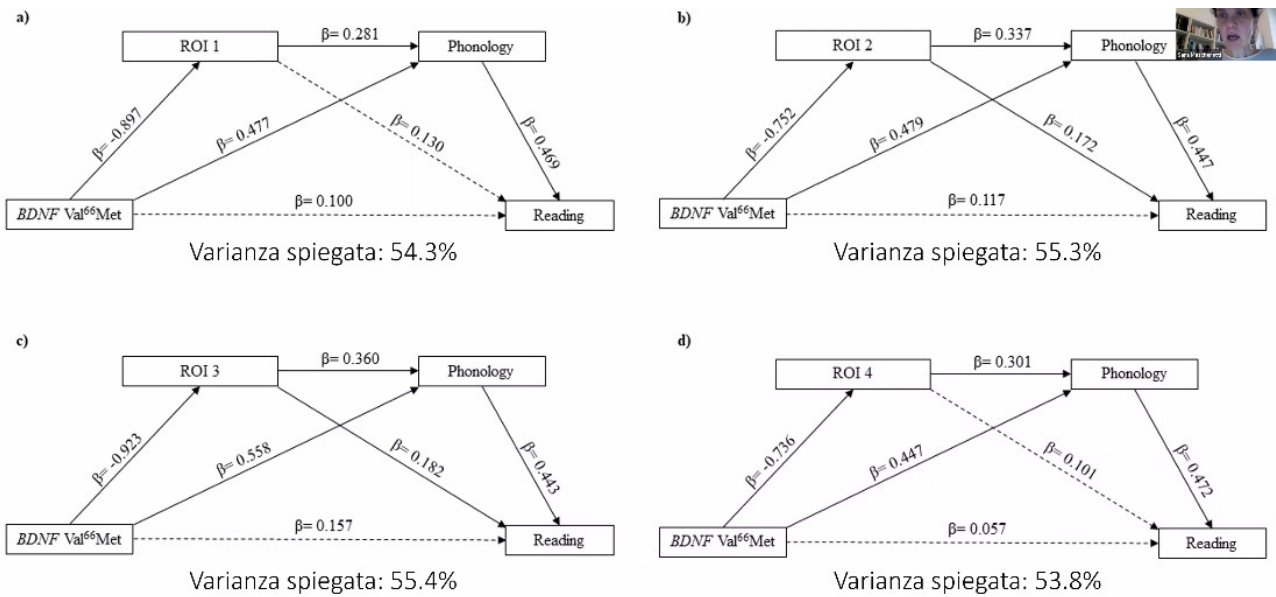 a)
ROI 1
β= 0.281
Phonology
β= -0.897
β= 0.477
β= 0.130
β= 0.469
BDNF Val⁶⁶Met
β= 0.100
Reading
Varianza spiegata: 54.3%
b)
ROI 2
β= 0.337
Phonology
Sara Mascheretti
β= -0.752
β= 0.479
β= 0.172
β= 0.447
BDNF Val⁶⁶Met
β= 0.117
Reading
Varianza spiegata: 55.3%
c)
ROI 3
β= 0.360
Phonology
β= -0.923
β= 0.558
β= 0.182
β= 0.443
BDNF Val⁶⁶Met
β= 0.157
Reading
Varianza spiegata: 55.4%
d)
ROI 4
β= 0.301
Phonology
β= -0.736
β= 0.447
β= 0.101
β= 0.472
BDNF Val⁶⁶Met
β= 0.057
Reading
Varianza spiegata: 53.8%